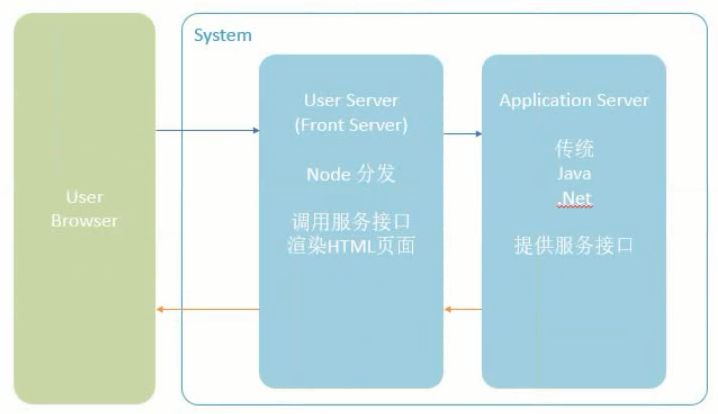 System
User
Browser
User Server
(Front Server)
Node 分发
调用服务接口
渲染HTML页面
Application Server
传统
Java
.Net
提供服务接口